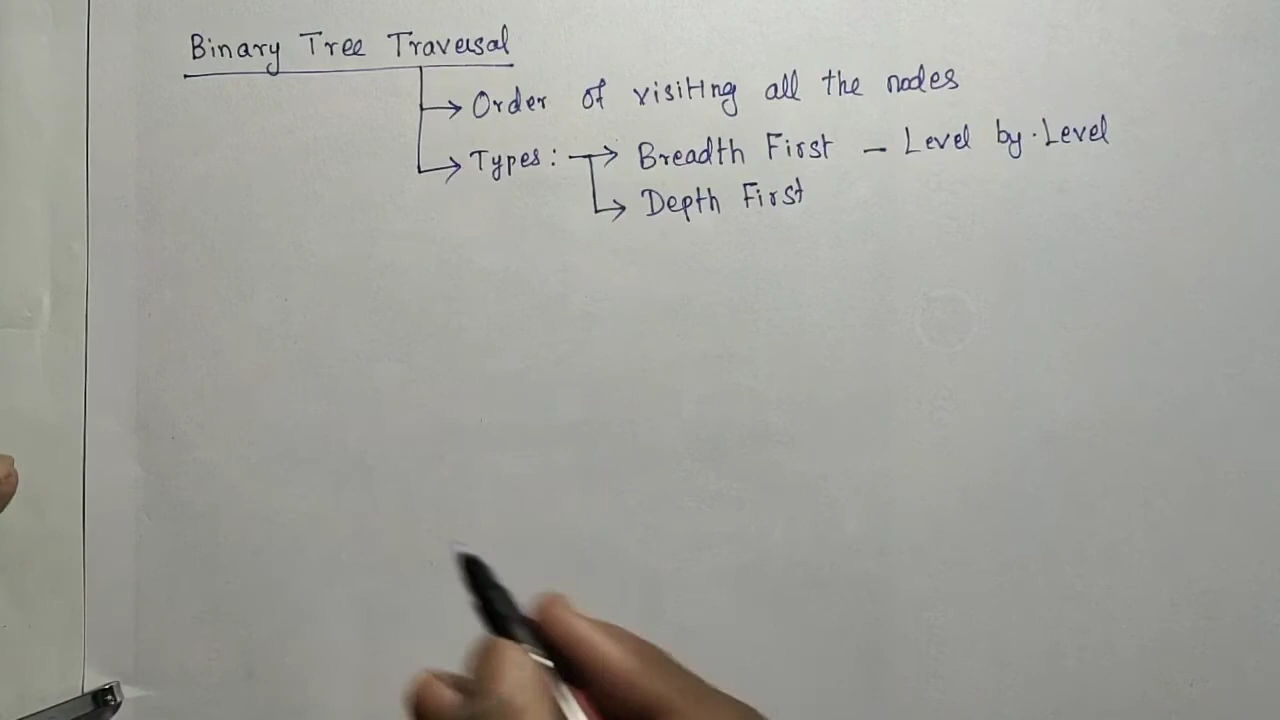 Binary Tree Traversal
→ Order of visiting all the nodes
→ Types: → Breadth First - Level by Level
→ Depth First